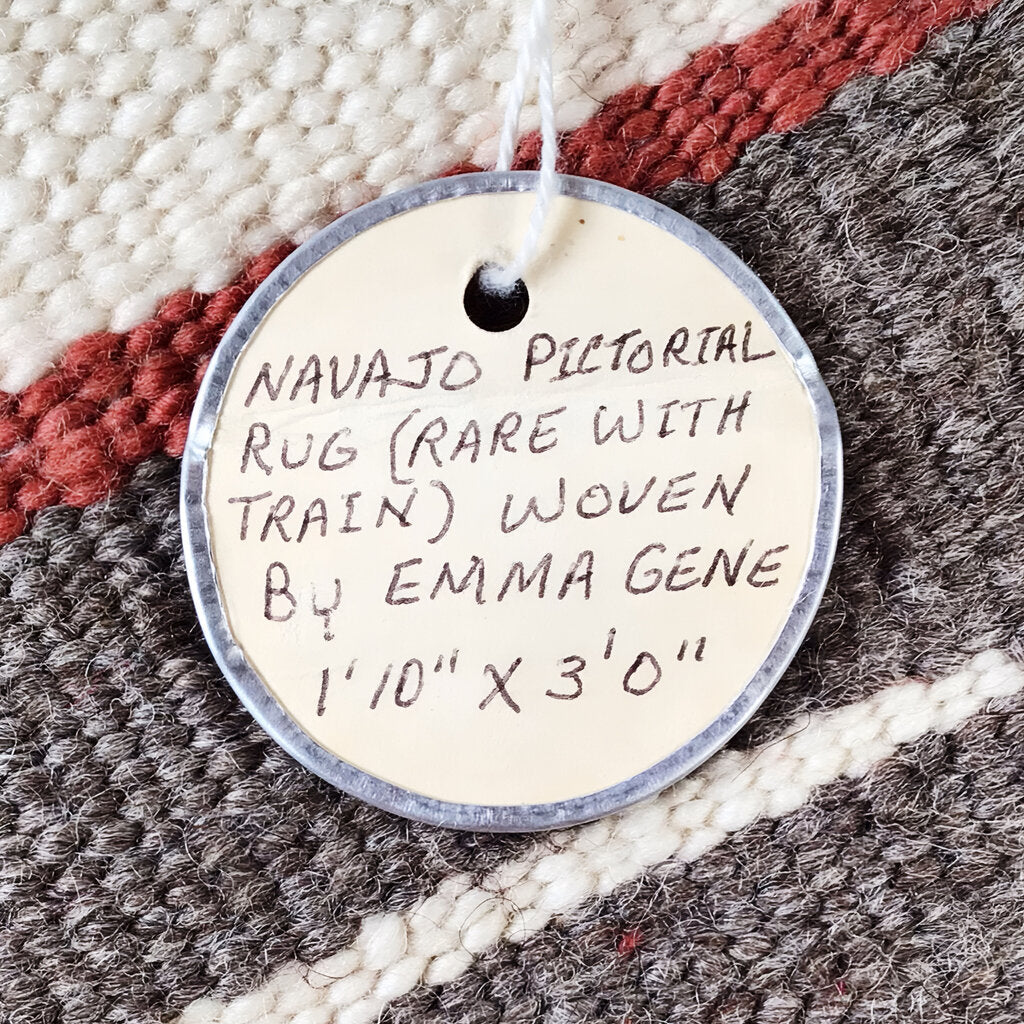 NAVAJO PICTORIAL
RUG (RARE WITH
TRAIN) WOVEN
By EMMA GENE
1'10" X 3'0"